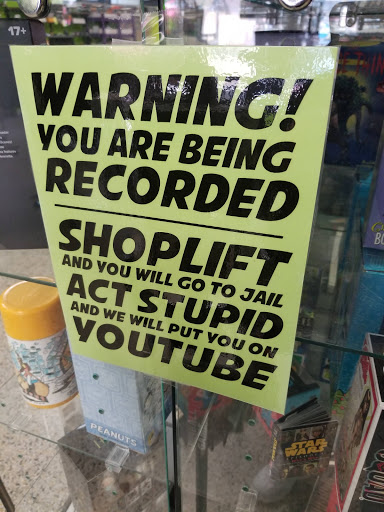 17+
WARNING!
YOU ARE BEING
RECORDED
SHOPLIFT
AND YOU WILL GO TO JAIL
ACT STUPID
AND WE WILL PUT YOU ON
YOUTUBE
PEANUTS
STAR
WARS